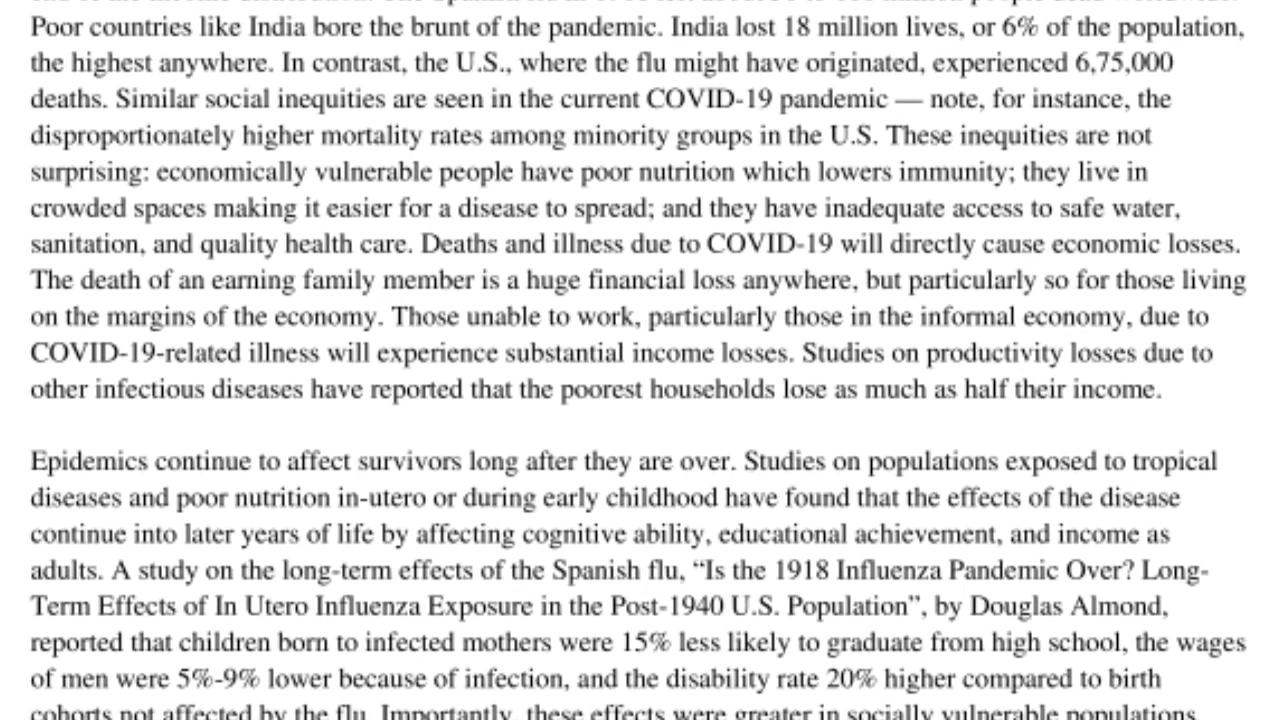 Poor countries like India bore the brunt of the pandemic. India lost 18 million lives, or 6% of the population,
the highest anywhere. In contrast, the U.S., where the flu might have originated, experienced 6,75,000
deaths. Similar social inequities are seen in the current COVID-19 pandemic — note, for instance, the
disproportionately higher mortality rates among minority groups in the U.S. These inequities are not
surprising: economically vulnerable people have poor nutrition which lowers immunity; they live in
crowded spaces making it easier for a disease to spread; and they have inadequate access to safe water,
sanitation, and quality health care. Deaths and illness due to COVID-19 will directly cause economic losses.
The death of an earning family member is a huge financial loss anywhere, but particularly so for those living
on the margins of the economy. Those unable to work, particularly those in the informal economy, due to
COVID-19-related illness will experience substantial income losses. Studies on productivity losses due to
other infectious diseases have reported that the poorest households lose as much as half their income.
Epidemics continue to affect survivors long after they are over. Studies on populations exposed to tropical
diseases and poor nutrition in-utero or during early childhood have found that the effects of the disease
continue into later years of life by affecting cognitive ability, educational achievement, and income as
adults. A study on the long-term effects of the Spanish flu, “Is the 1918 Influenza Pandemic Over? Long-
Term Effects of In Utero Influenza Exposure in the Post-1940 U.S. Population”, by Douglas Almond,
reported that children born to infected mothers were 15% less likely to graduate from high school, the wages
of men were 5%-9% lower because of infection, and the disability rate 20% higher compared to birth
cohorts not affected by the flu. Importantly, these effects were greater in socially vulnerable populations